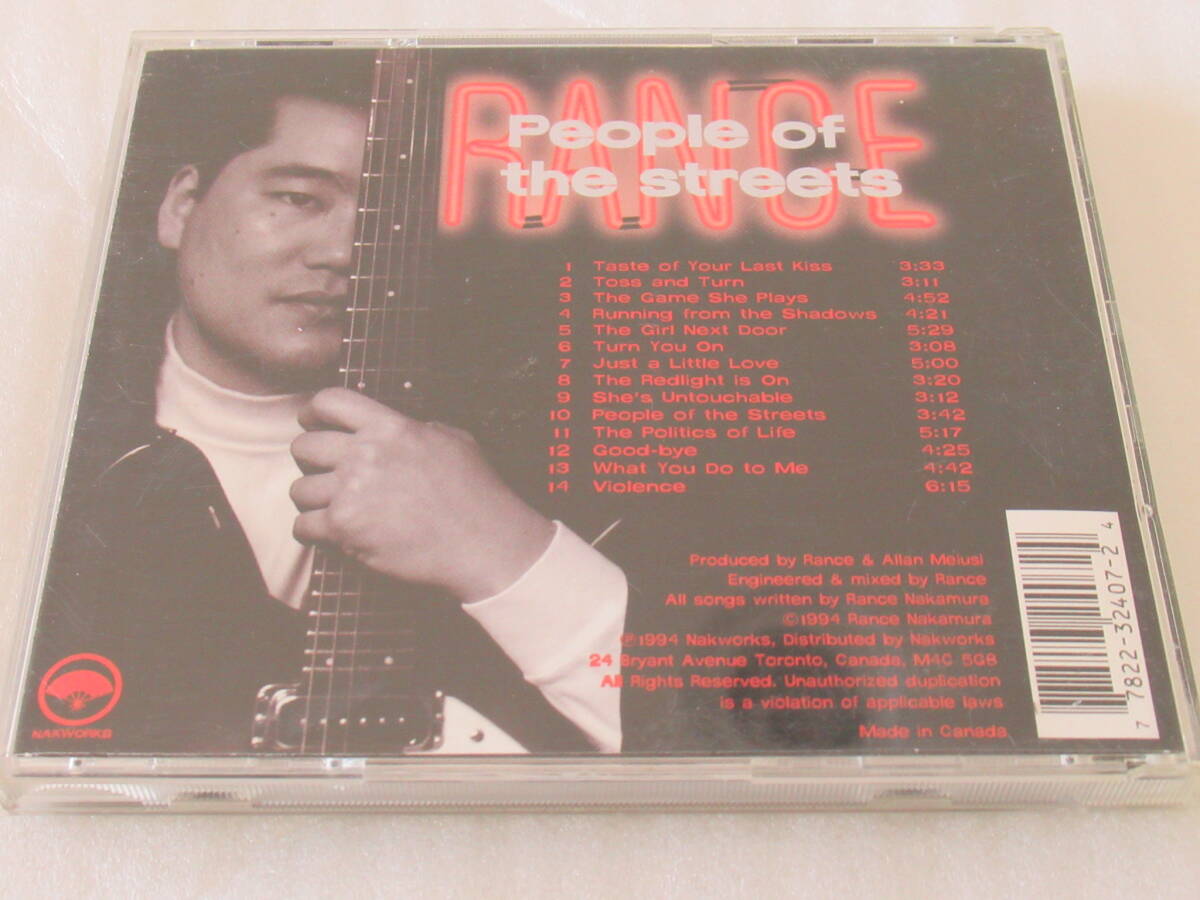 RANCE
People of
the streets
1 Taste of Your Last Kiss 3:33
2 Toss and Turn 3:11
3 The Game She Plays 4:52
4 Running from the Shadows 4:21
5 The Girl Next Door 5:29
6 Turn You On 3:08
7 Just a Little Love 5:00
8 The Redlight is On 3:20
9 She's Untouchable 3:12
10 People of the Streets 3:42
11 The Politics of Life 5:17
12 Good-bye 4:25
13 What You Do to Me 4:42
14 Violence 6:15
Produced by Rance & Allan Meiusi
Engineered & mixed by Rance
All songs written by Rance Nakamura
©1994 Rance Nakamura
℗1994 Nakworks, Distributed by Nakworks
24 Bryant Avenue Toronto, Canada, M4C 5G8
All Rights Reserved. Unauthorized duplication
is a violation of applicable laws
Made in Canada
NAKWORKS
7 7822-32407-2 4